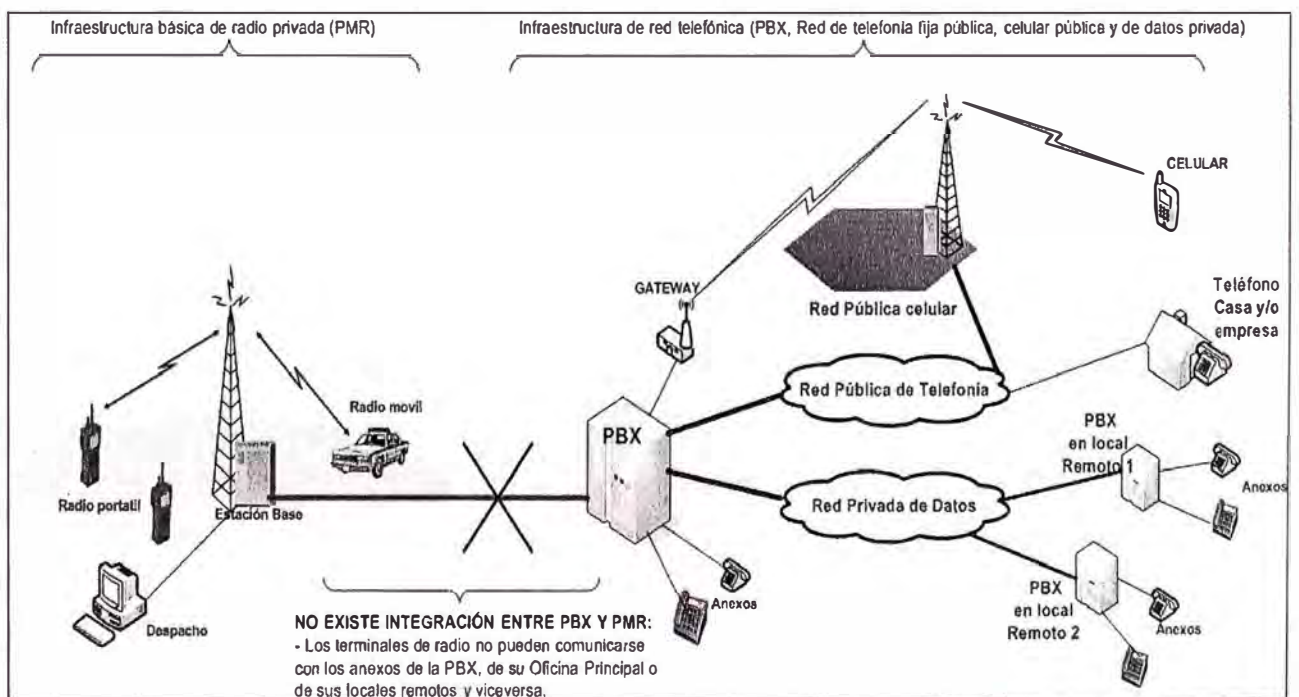 Infraestructura básica de radio privada (PMR)
Infraestructura de red telefónica (PBX, Red de telefonía fija pública, celular pública y de datos privada)
CELULAR
GATEWAY
Red Pública celular
Teléfono
Casa y/o
empresa
Radio movil
Red Pública de Telefonía
PBX
PBX
en local
Remoto 1
Anexos
Radio portatil
Estación Base
Red Privada de Datos
Despacho
Anexos
PBX
en local
Remoto 2
Anexos
NO EXISTE INTEGRACIÓN ENTRE PBX Y PMR:
- Los terminales de radio no pueden comunicarse
con los anexos de la PBX, de su Oficina Principal o
de sus locales remotos y viceversa.